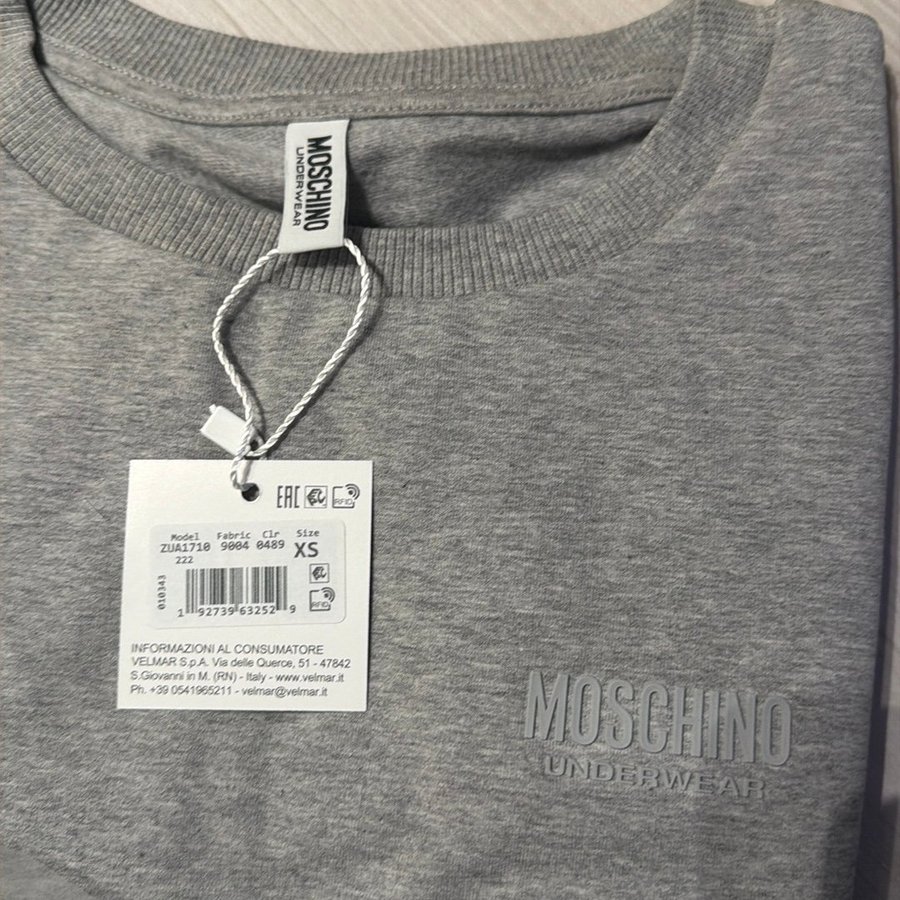 MOSCHINO
UNDERWEAR
EAC RFID
Model Fabric Clr Size
ZUA1710 9004 0489 XS
222
010343
RFID
1 92739 63252 9
INFORMAZIONI AL CONSUMATORE
VELMAR S.p.A. Via delle Querce, 51 - 47842
S.Giovanni in M. (RN) - Italy - www.velmar.it
Ph. +39 0541965211 - velmar@velmar.it
MOSCHINO
UNDERWEAR